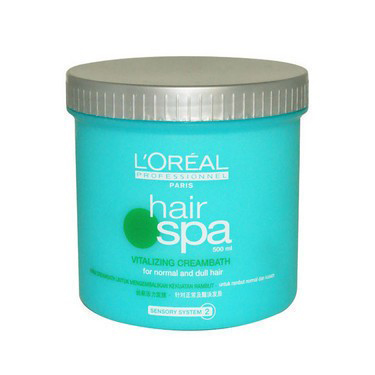 L'ORÉAL
PROFESSIONNEL
PARIS
hair
spa
500 ml
VITALIZING CREAMBATH
for normal and dull hair
SENSORY SYSTEM 2